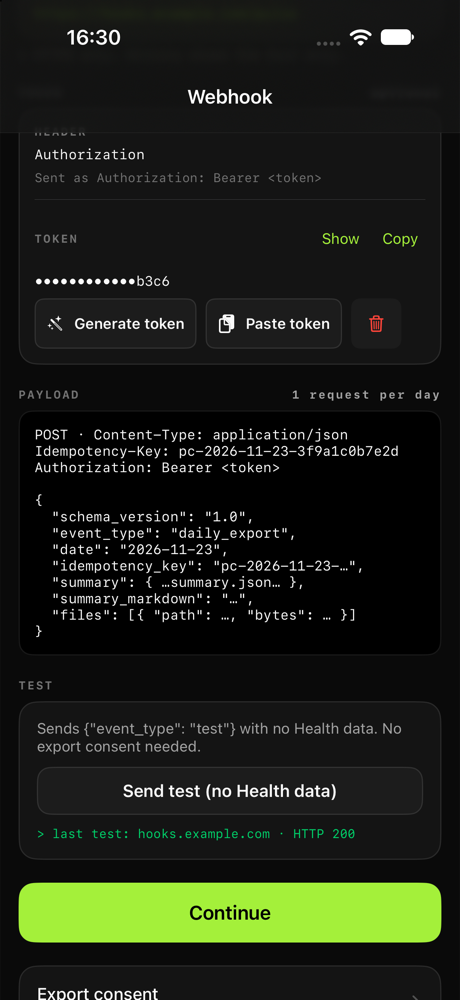 16:30
Webhook
HEADER
Authorization
Sent as Authorization: Bearer <token>
TOKEN
Show
Copy
●●●●●●●●●●●●b3c6
Generate token
Paste token
PAYLOAD
1 request per day
POST · Content-Type: application/json
Idempotency-Key: pc-2026-11-23-3f9a1c0b7e2d
Authorization: Bearer <token>
{
"schema_version": "1.0",
"event_type": "daily_export",
"date": "2026-11-23",
"idempotency_key": "pc-2026-11-23-…",
"summary": { …summary.json… },
"summary_markdown": "…",
"files": [{ "path": …, "bytes": … }]
}
TEST
Sends {"event_type": "test"} with no Health data. No
export consent needed.
Send test (no Health data)
> last test: hooks.example.com · HTTP 200
Continue
Export consent